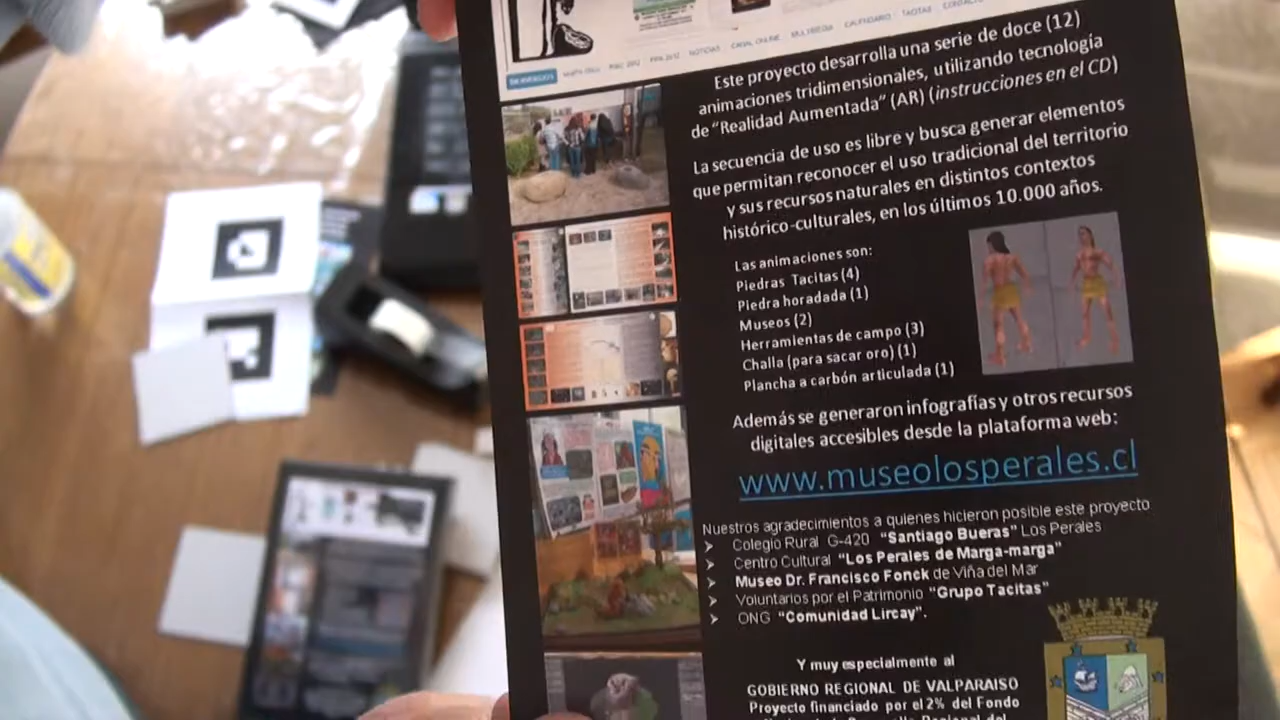 NOTICIAS
CANAL ONLINE
MULTIMEDIA
CALENDARIO
TACITAS
Este proyecto desarrolla una serie de doce (12)
animaciones tridimensionales, utilizando tecnología
de “Realidad Aumentada” (AR) (instrucciones en el CD)
La secuencia de uso es libre y busca generar elementos
que permitan reconocer el uso tradicional del territorio
y sus recursos naturales en distintos contextos
histórico-culturales, en los últimos 10.000 años.
Las animaciones son:
Piedras Tacitas (4)
Piedra horadada (1)
Museos (2)
Herramientas de campo (3)
Challa (para sacar oro) (1)
Plancha a carbón articulada (1)
Además se generaron infografías y otros recursos
digitales accesibles desde la plataforma web:
www.museolosperales.cl
Nuestros agradecimientos a quienes hicieron posible este proyecto
Colegio Rural G-420 “Santiago Bueras” Los Perales
Centro Cultural “Los Perales de Marga-marga”
Museo Dr. Francisco Fonck de Viña del Mar
Voluntarios por el Patrimonio “Grupo Tacitas”
ONG “Comunidad Lircay”.
Y muy especialmente al
GOBIERNO REGIONAL DE VALPARAISO
Proyecto financiado por el 2% del Fondo